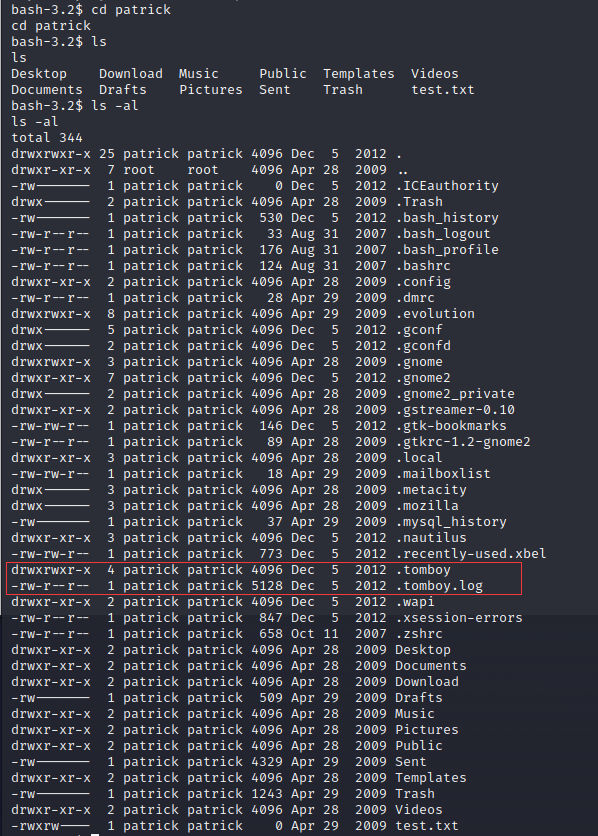 bash-3.2$ cd patrick
cd patrick
bash-3.2$ ls
ls
Desktop    Download  Music     Public  Templates  Videos
Documents  Drafts    Pictures  Sent    Trash      test.txt
bash-3.2$ ls -al
ls -al
total 344
drwxrwxr-x 25 patrick patrick 4096 Dec  5  2012 .
drwxr-xr-x  7 root    root    4096 Apr 28  2009 ..
-rw-------  1 patrick patrick    0 Dec  5  2012 .ICEauthority
drwx------  2 patrick patrick 4096 Apr 28  2009 .Trash
-rw-------  1 patrick patrick  530 Dec  5  2012 .bash_history
-rw-r--r--  1 patrick patrick   33 Aug 31  2007 .bash_logout
-rw-r--r--  1 patrick patrick  176 Aug 31  2007 .bash_profile
-rw-r--r--  1 patrick patrick  124 Aug 31  2007 .bashrc
drwxr-xr-x  2 patrick patrick 4096 Apr 28  2009 .config
-rw-r--r--  1 patrick patrick   28 Apr 29  2009 .dmrc
drwxrwxr-x  8 patrick patrick 4096 Apr 29  2009 .evolution
drwx------  5 patrick patrick 4096 Dec  5  2012 .gconf
drwx------  2 patrick patrick 4096 Dec  5  2012 .gconfd
drwxrwxr-x  3 patrick patrick 4096 Apr 28  2009 .gnome
drwxr-xr-x  7 patrick patrick 4096 Dec  5  2012 .gnome2
drwx------  2 patrick patrick 4096 Apr 28  2009 .gnome2_private
drwxr-xr-x  2 patrick patrick 4096 Apr 28  2009 .gstreamer-0.10
-rw-rw-r--  1 patrick patrick  146 Dec  5  2012 .gtk-bookmarks
-rw-r--r--  1 patrick patrick   89 Apr 28  2009 .gtkrc-1.2-gnome2
drwxr-xr-x  3 patrick patrick 4096 Apr 28  2009 .local
-rw-rw-r--  1 patrick patrick   18 Apr 29  2009 .mailboxlist
drwx------  3 patrick patrick 4096 Apr 28  2009 .metacity
drwx------  3 patrick patrick 4096 Apr 28  2009 .mozilla
-rw-------  1 patrick patrick   37 Apr 29  2009 .mysql_history
drwxr-xr-x  3 patrick patrick 4096 Dec  5  2012 .nautilus
-rw-rw-r--  1 patrick patrick  773 Dec  5  2012 .recently-used.xbel
drwxrwxr-x  4 patrick patrick 4096 Dec  5  2012 .tomboy
-rw-r--r--  1 patrick patrick 5128 Dec  5  2012 .tomboy.log
drwxr-xr-x  2 patrick patrick 4096 Dec  5  2012 .wapi
-rw-r--r--  1 patrick patrick  847 Dec  5  2012 .xsession-errors
-rw-r--r--  1 patrick patrick  658 Oct 11  2007 .zshrc
drwxr-xr-x  2 patrick patrick 4096 Apr 28  2009 Desktop
drwxr-xr-x  2 patrick patrick 4096 Apr 28  2009 Documents
drwxr-xr-x  2 patrick patrick 4096 Apr 28  2009 Download
-rw-------  1 patrick patrick  509 Apr 29  2009 Drafts
drwxr-xr-x  2 patrick patrick 4096 Apr 28  2009 Music
drwxr-xr-x  2 patrick patrick 4096 Apr 28  2009 Pictures
drwxr-xr-x  2 patrick patrick 4096 Apr 28  2009 Public
-rw-------  1 patrick patrick 4329 Apr 29  2009 Sent
drwxr-xr-x  2 patrick patrick 4096 Apr 28  2009 Templates
-rw-------  1 patrick patrick 1243 Apr 29  2009 Trash
drwxr-xr-x  2 patrick patrick 4096 Apr 28  2009 Videos
-rwxrw----  1 patrick patrick    0 Apr 29  2009 test.txt